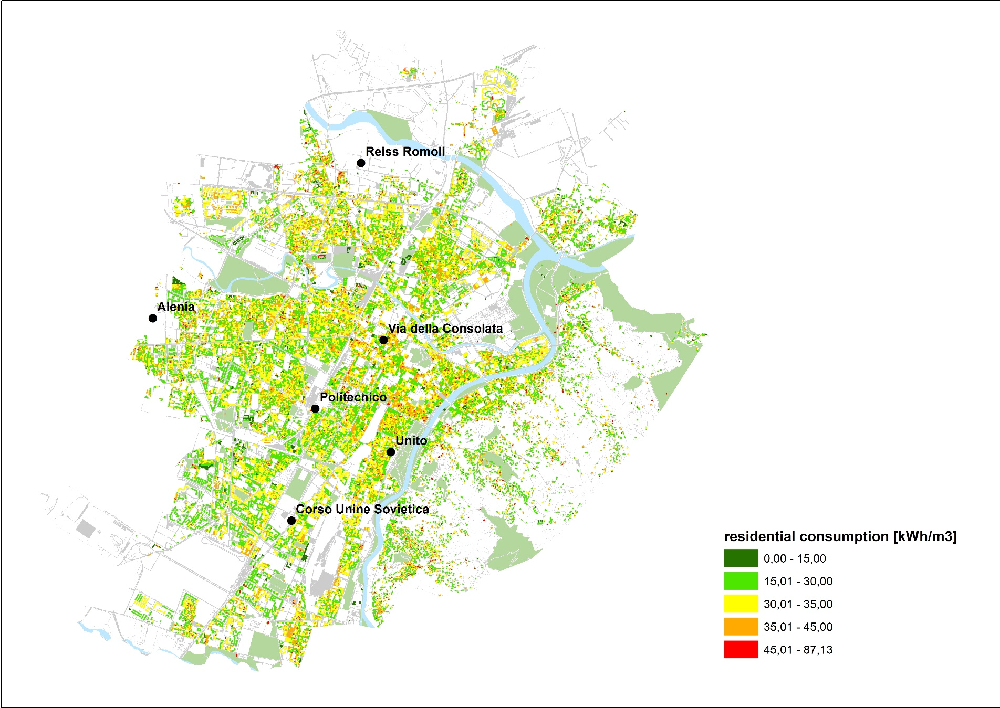 Reiss Romoli
Alenia
Via della Consolata
Politecnico
Unito
Corso Unine Sovietica
residential consumption [kWh/m3]
0,00 - 15,00
15,01 - 30,00
30,01 - 35,00
35,01 - 45,00
45,01 - 87,13